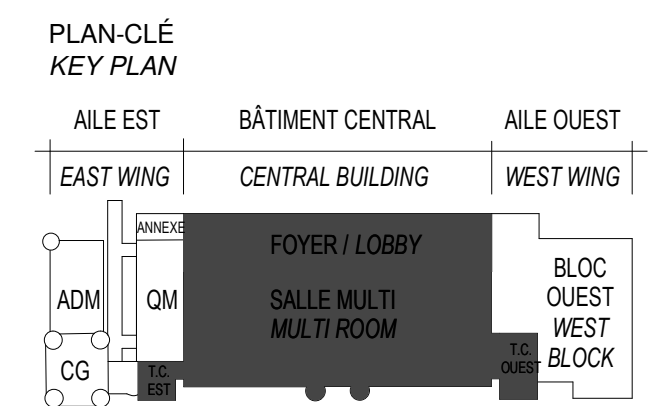 PLAN-CLÉ
KEY PLAN
AILE EST
BÂTIMENT CENTRAL
AILE OUEST
EAST WING
CENTRAL BUILDING
WEST WING
ANNEXE
FOYER / LOBBY
ADM
QM
SALLE MULTI
MULTI ROOM
BLOC
OUEST
WEST
BLOCK
CG
T.C.
EST
T.C.
OUEST